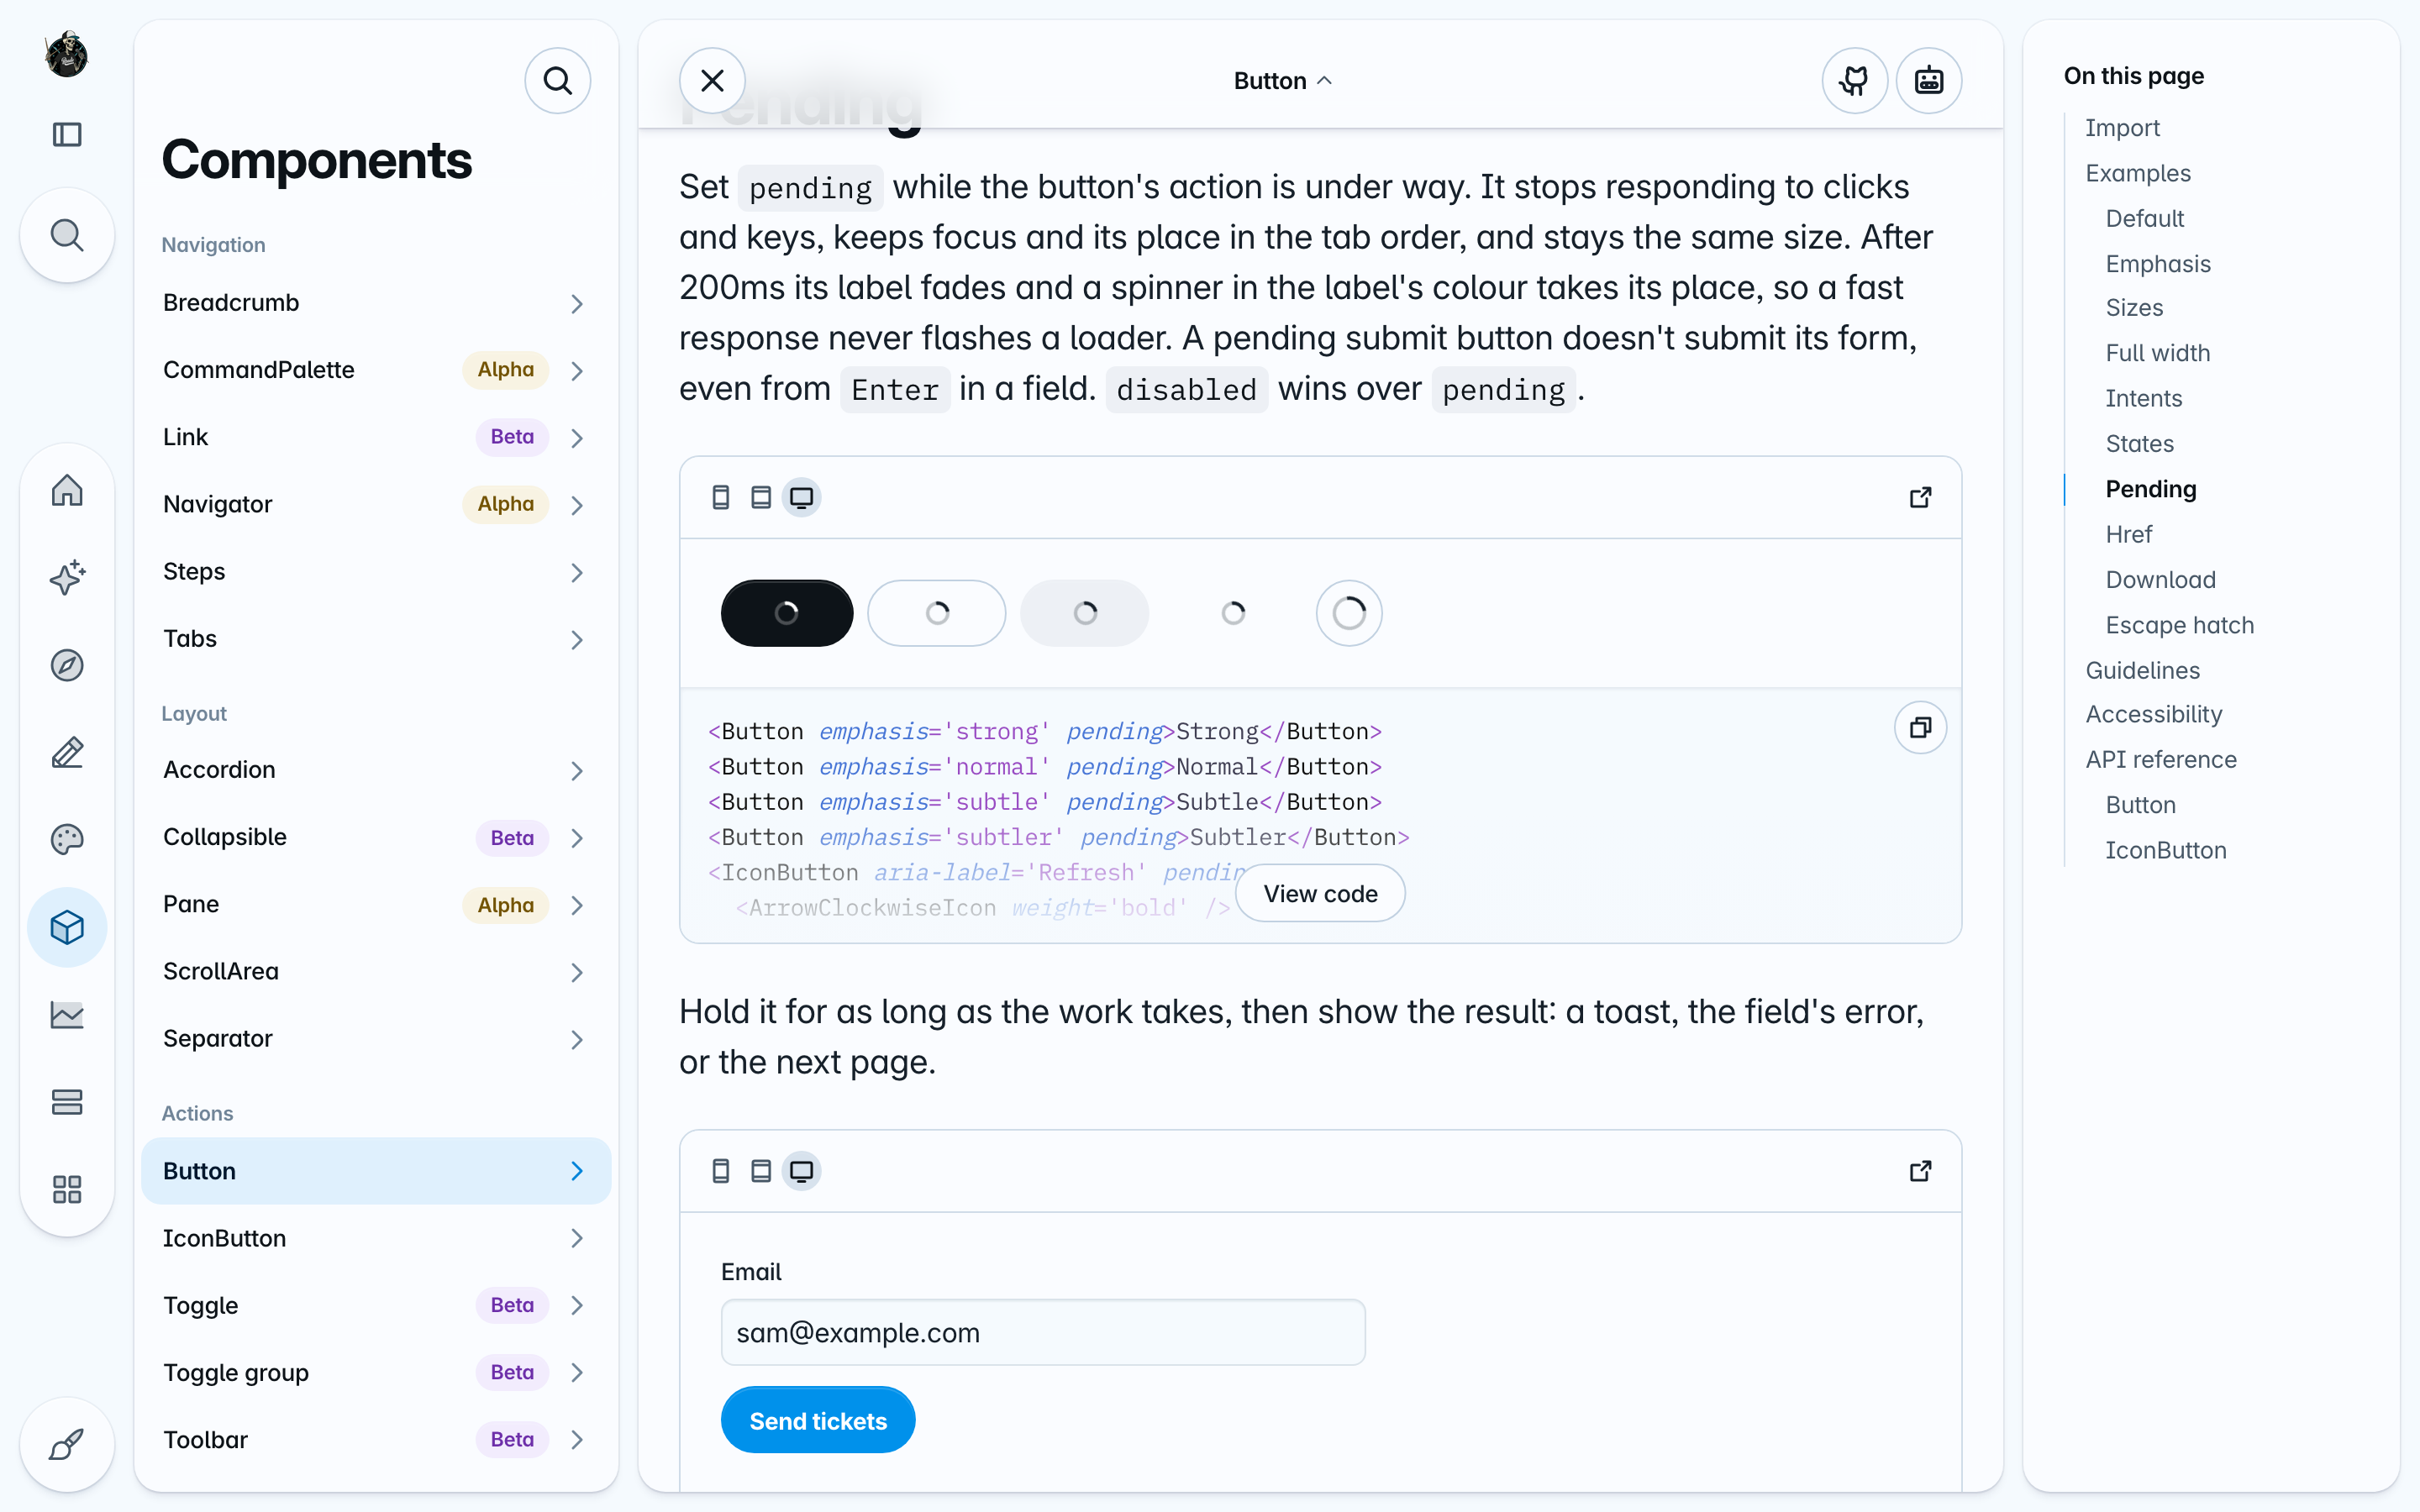 Components
Navigation
Breadcrumb
CommandPalette Alpha
Link Beta
Navigator Alpha
Steps
Tabs
Layout
Accordion
Collapsible Beta
Pane Alpha
ScrollArea
Separator
Actions
Button
IconButton
Toggle Beta
Toggle group Beta
Toolbar Beta
Button
Pending
Set pending while the button's action is under way. It stops responding to clicks
and keys, keeps focus and its place in the tab order, and stays the same size. After
200ms its label fades and a spinner in the label's colour takes its place, so a fast
response never flashes a loader. A pending submit button doesn't submit its form,
even from Enter in a field. disabled wins over pending.
<Button emphasis='strong' pending>Strong</Button>
<Button emphasis='normal' pending>Normal</Button>
<Button emphasis='subtle' pending>Subtle</Button>
<Button emphasis='subtler' pending>Subtler</Button>
<IconButton aria-label='Refresh' pendin
<ArrowClockwiseIcon weight='bold' />
View code
Hold it for as long as the work takes, then show the result: a toast, the field's error,
or the next page.
Email
sam@example.com
Send tickets
On this page
Import
Examples
Default
Emphasis
Sizes
Full width
Intents
States
Pending
Href
Download
Escape hatch
Guidelines
Accessibility
API reference
Button
IconButton